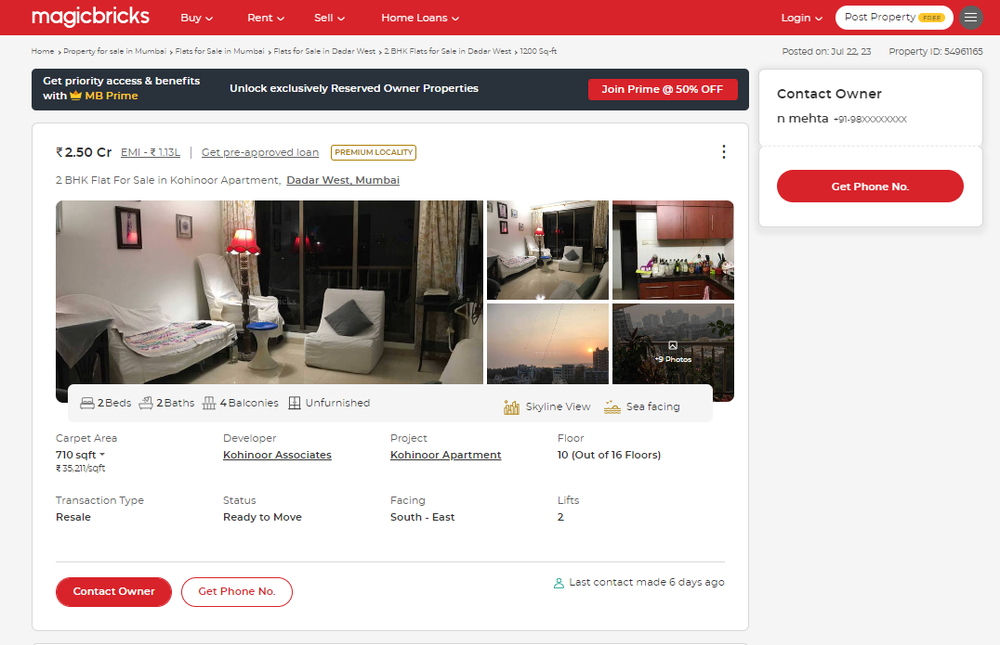 magicbricks Buy Rent Sell Home Loans Login Post Property FREE
Home > Property for sale in Mumbai > Flats for Sale in Mumbai > Flats for Sale in Dadar West > 2 BHK Flats for Sale in Dadar West > 1200 Sq-ft
Posted on: Jul 22, 23 Property ID: 54961165
Get priority access & benefits
with MB Prime
Unlock exclusively Reserved Owner Properties
Join Prime @ 50% OFF
Contact Owner
n mehta +91-98XXXXXXXX
Get Phone No.
₹2.50 Cr EMI - ₹ 1.13L | Get pre-approved loan PREMIUM LOCALITY
2 BHK Flat For Sale in Kohinoor Apartment, Dadar West, Mumbai
+9 Photos
2 Beds 2 Baths 4 Balconies Unfurnished Skyline View Sea facing
Carpet Area Developer Project Floor
710 sqft Kohinoor Associates Kohinoor Apartment 10 (Out of 16 Floors)
₹ 35,211/sqft
Transaction Type Status Facing Lifts
Resale Ready to Move South - East 2
Contact Owner Get Phone No. Last contact made 6 days ago